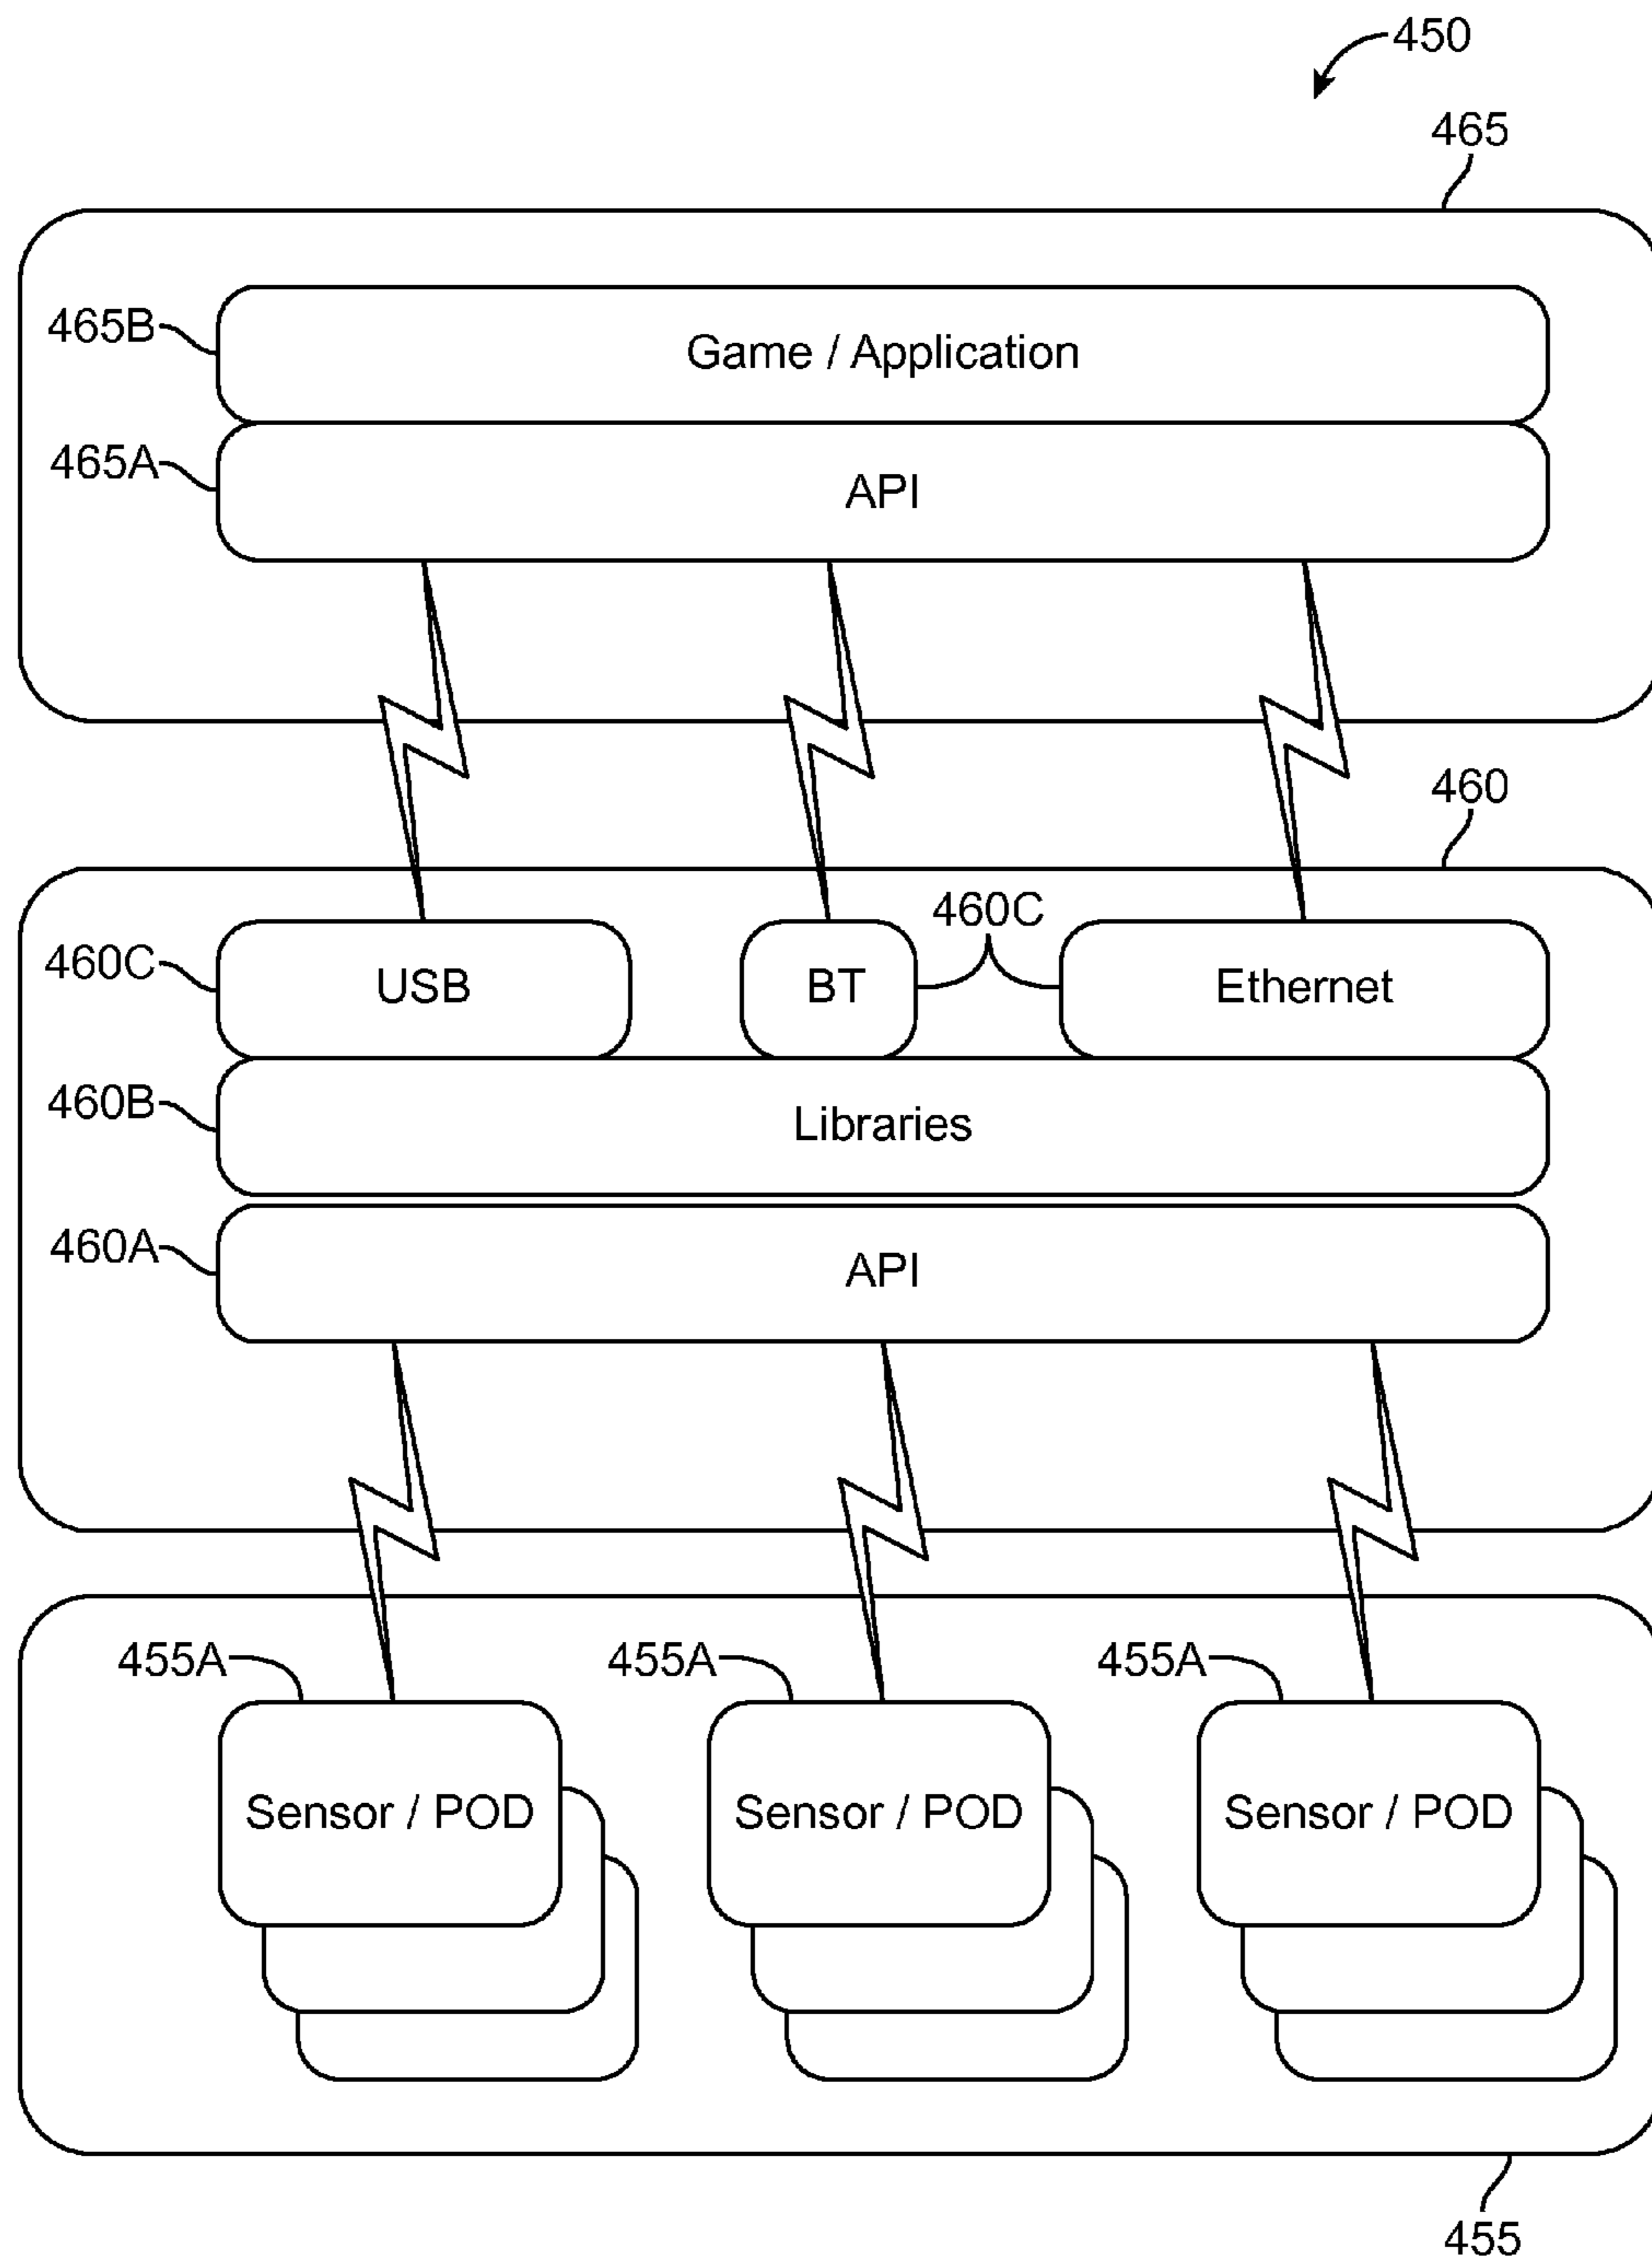 450
465
465B
Game / Application
465A
API
460
460C
460C
USB
BT
Ethernet
460B
Libraries
460A
API
455A
455A
455A
Sensor / POD
Sensor / POD
Sensor / POD
455